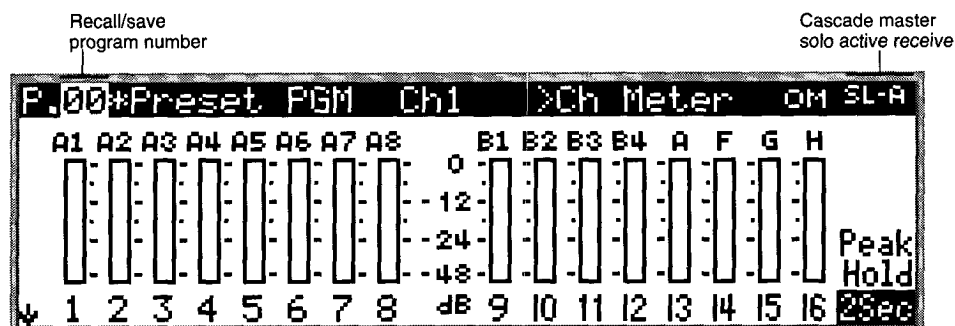 Recall/save
program number
Cascade master
solo active receive
P.00*Preset PGM Ch1 >Ch Meter OM SL-A
A1 A2 A3 A4 A5 A6 A7 A8 B1 B2 B3 B4 A F G H
0
-12-
-24-
-48-
Peak
Hold
↓ 1 2 3 4 5 6 7 8 dB 9 10 11 12 13 14 15 16 2Sec